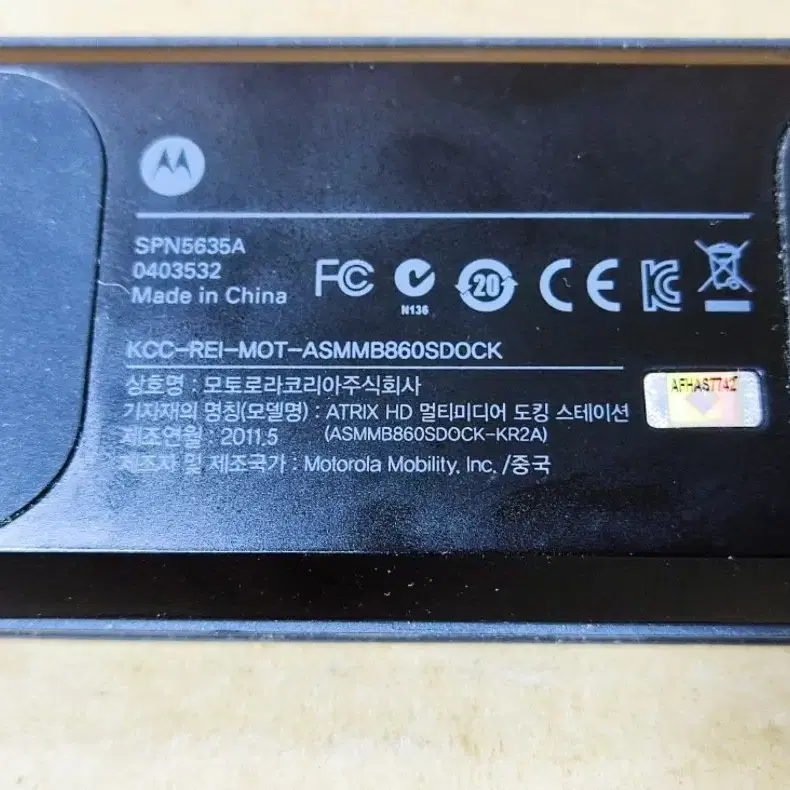 SPN5635A
0403532
Made in China
FC
N136
20
CE
KC
KCC-REI-MOT-ASMMB860SDOCK
상호명 : 모토로라코리아주식회사
기자재의 명칭(모델명) : ATRIX HD 멀티미디어 도킹 스테이션
제조연월 : 2011.5 (ASMMB860SDOCK-KR2A)
제조자 및 제조국가 : Motorola Mobility, Inc. /중국
AFHAS7742